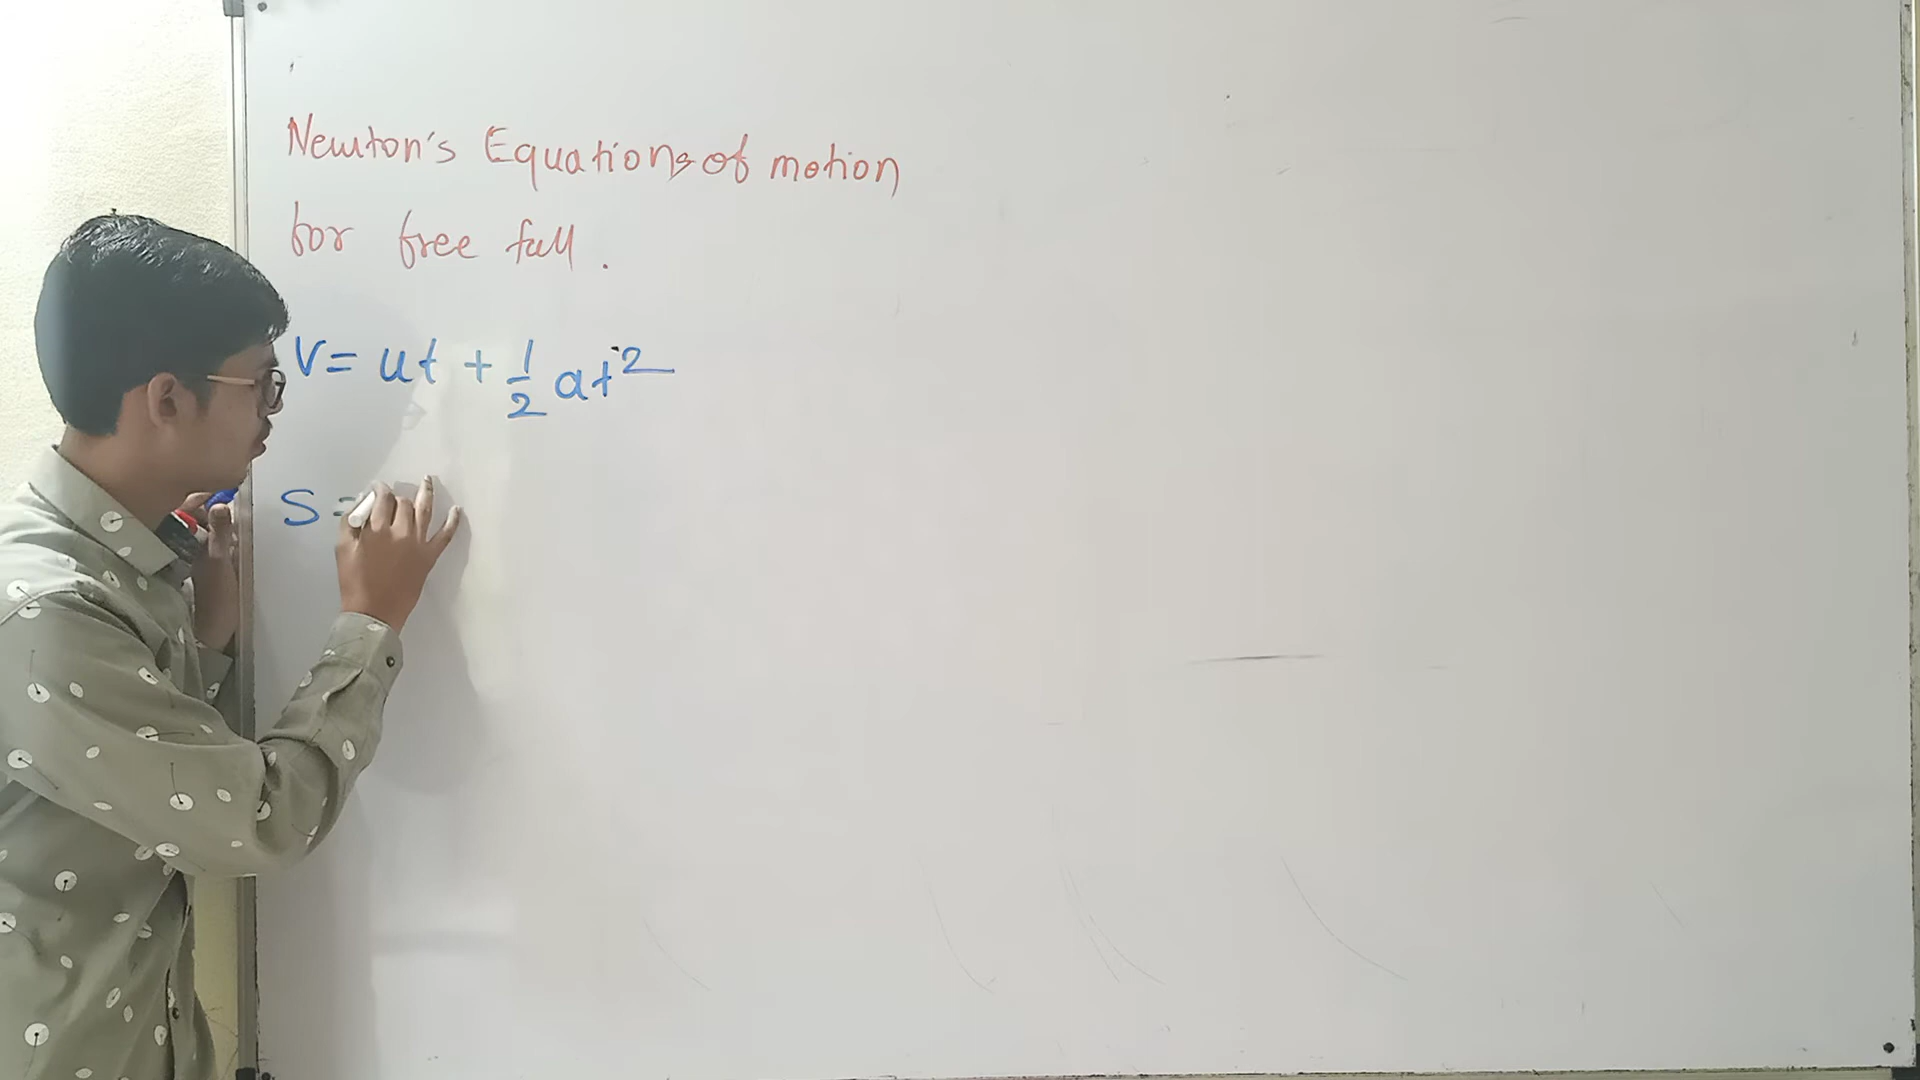 Newton's Equations of motion
for free fall.
V = ut + 1/2 at²
S =